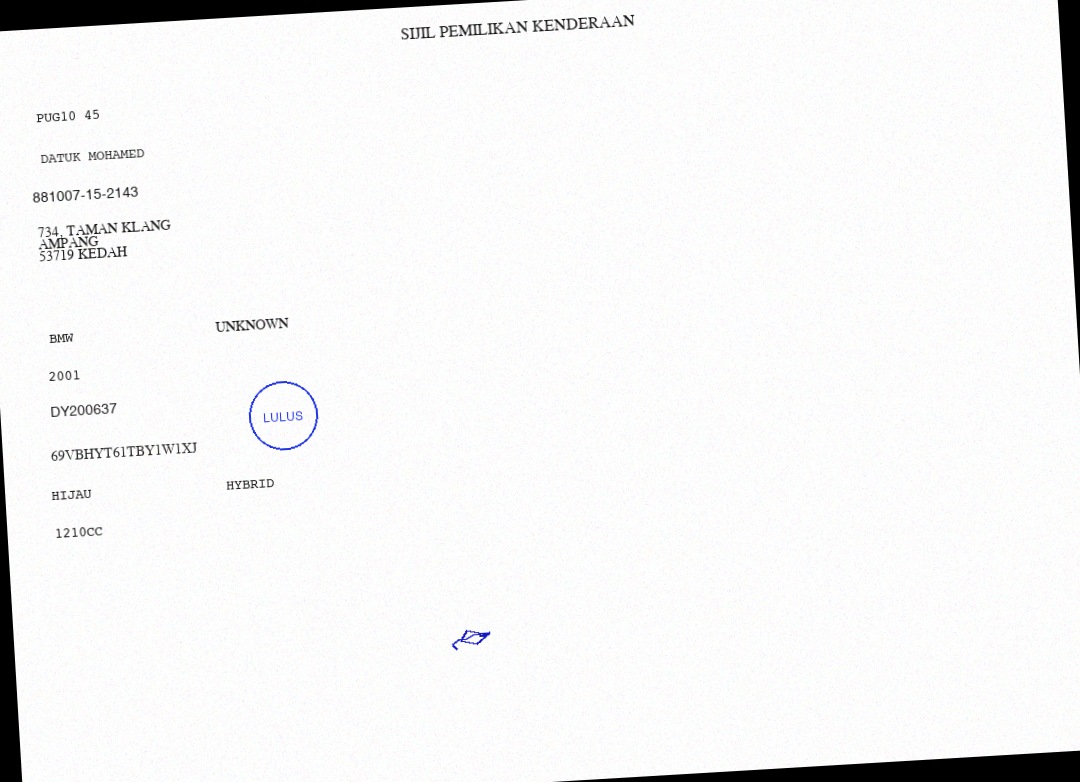 SIJIL PEMILIKAN KENDERAAN
PUG10 45
DATUK MOHAMED
881007-15-2143
734, TAMAN KLANG
AMPANG
53719 KEDAH
BMW
UNKNOWN
2001
DY200637
LULUS
69VBHYT61TBY1W1XJ
HIJAU
HYBRID
1210CC